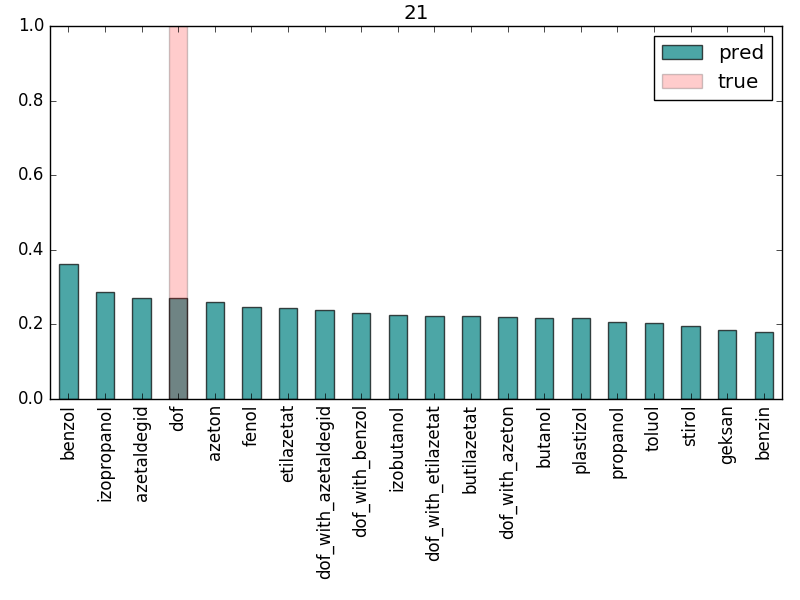 21
1.0
0.8
0.6
0.4
0.2
0.0
pred
true
benzol
izopropanol
azetaldegid
dof
azeton
fenol
etilazetat
dof_with_azetaldegid
dof_with_benzol
izobutanol
dof_with_etilazetat
butilazetat
dof_with_azeton
butanol
plastizol
propanol
toluol
stirol
geksan
benzin